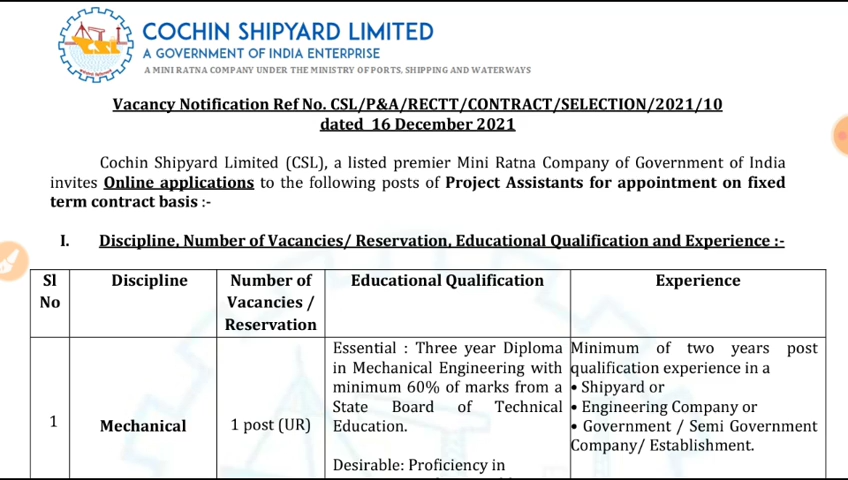 COCHIN SHIPYARD LIMITED
A GOVERNMENT OF INDIA ENTERPRISE
A MINI RATNA COMPANY UNDER THE MINISTRY OF PORTS, SHIPPING AND WATERWAYS
Vacancy Notification Ref No. CSL/P&A/RECTT/CONTRACT/SELECTION/2021/10
dated 16 December 2021
Cochin Shipyard Limited (CSL), a listed premier Mini Ratna Company of Government of India
invites Online applications to the following posts of Project Assistants for appointment on fixed
term contract basis :-
I. Discipline, Number of Vacancies/ Reservation, Educational Qualification and Experience :-
Sl
No
Discipline
Number of
Vacancies /
Reservation
Educational Qualification
Experience
1
Mechanical
1 post (UR)
Essential : Three year Diploma
in Mechanical Engineering with
minimum 60% of marks from a
State Board of Technical
Education.
Desirable: Proficiency in
Minimum of two years post
qualification experience in a
• Shipyard or
• Engineering Company or
• Government / Semi Government
Company/ Establishment.